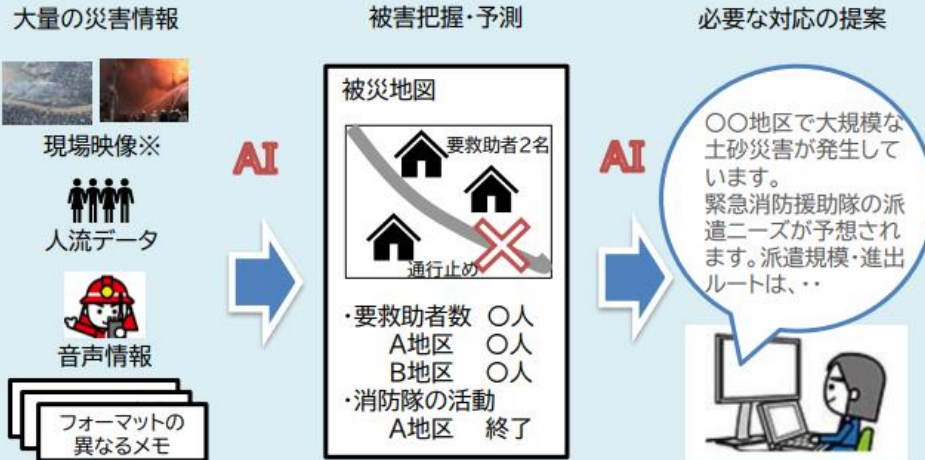 大量の災害情報
現場映像※
人流データ
音声情報
フォーマットの
異なるメモ
AI
被害把握・予測
被災地図
要救助者2名
通行止め
・要救助者数 〇人
A地区 〇人
B地区 〇人
・消防隊の活動
A地区 終了
AI
必要な対応の提案
〇〇地区で大規模な
土砂災害が発生して
います。
緊急消防援助隊の派
遣ニーズが予想され
ます。派遣規模・進出
ルートは、・・